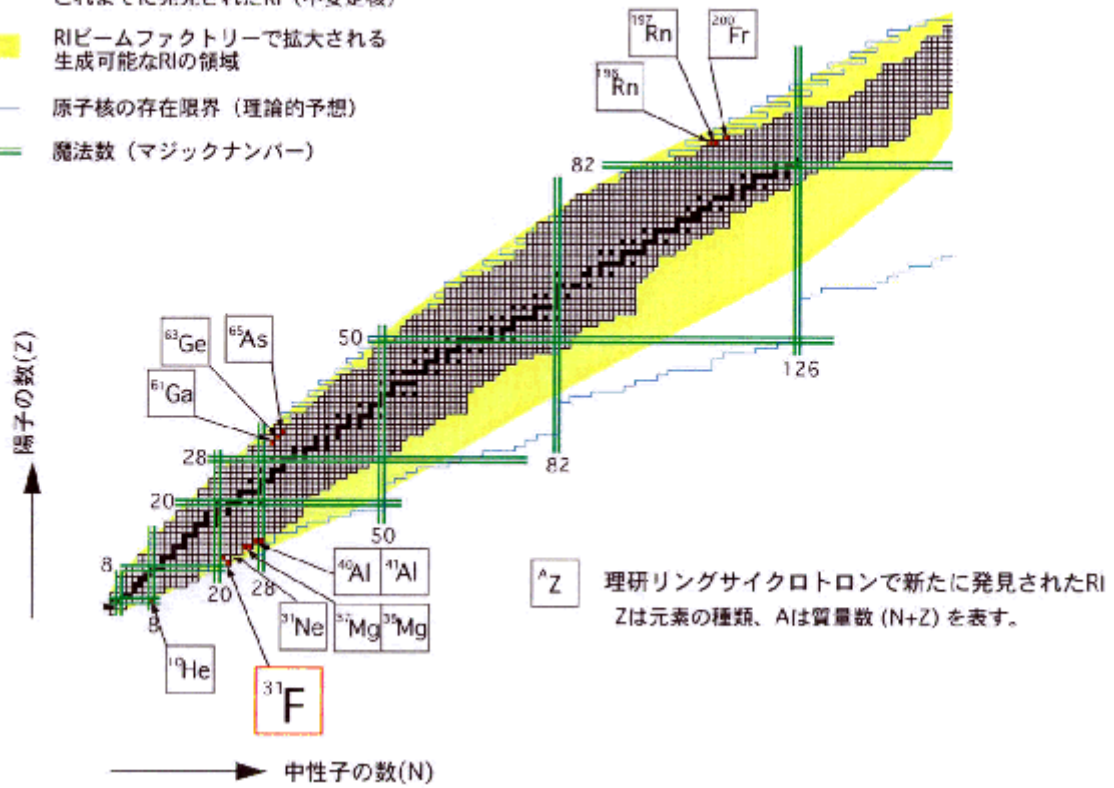 RIビームファクトリーで拡大される
生成可能なRIの領域
原子核の存在限界（理論的予想）
魔法数（マジックナンバー）
197Rn
200Fr
196Rn
82
63Ge
65As
50
61Ga
126
陽子の数(Z)
28
82
20
50
8
40Al
41Al
20
28
AZ
理研リングサイクロトロンで新たに発見されたRI
Zは元素の種類、Aは質量数 (N+Z) を表す。
31Ne
37Mg
38Mg
8
10He
31F
中性子の数(N)